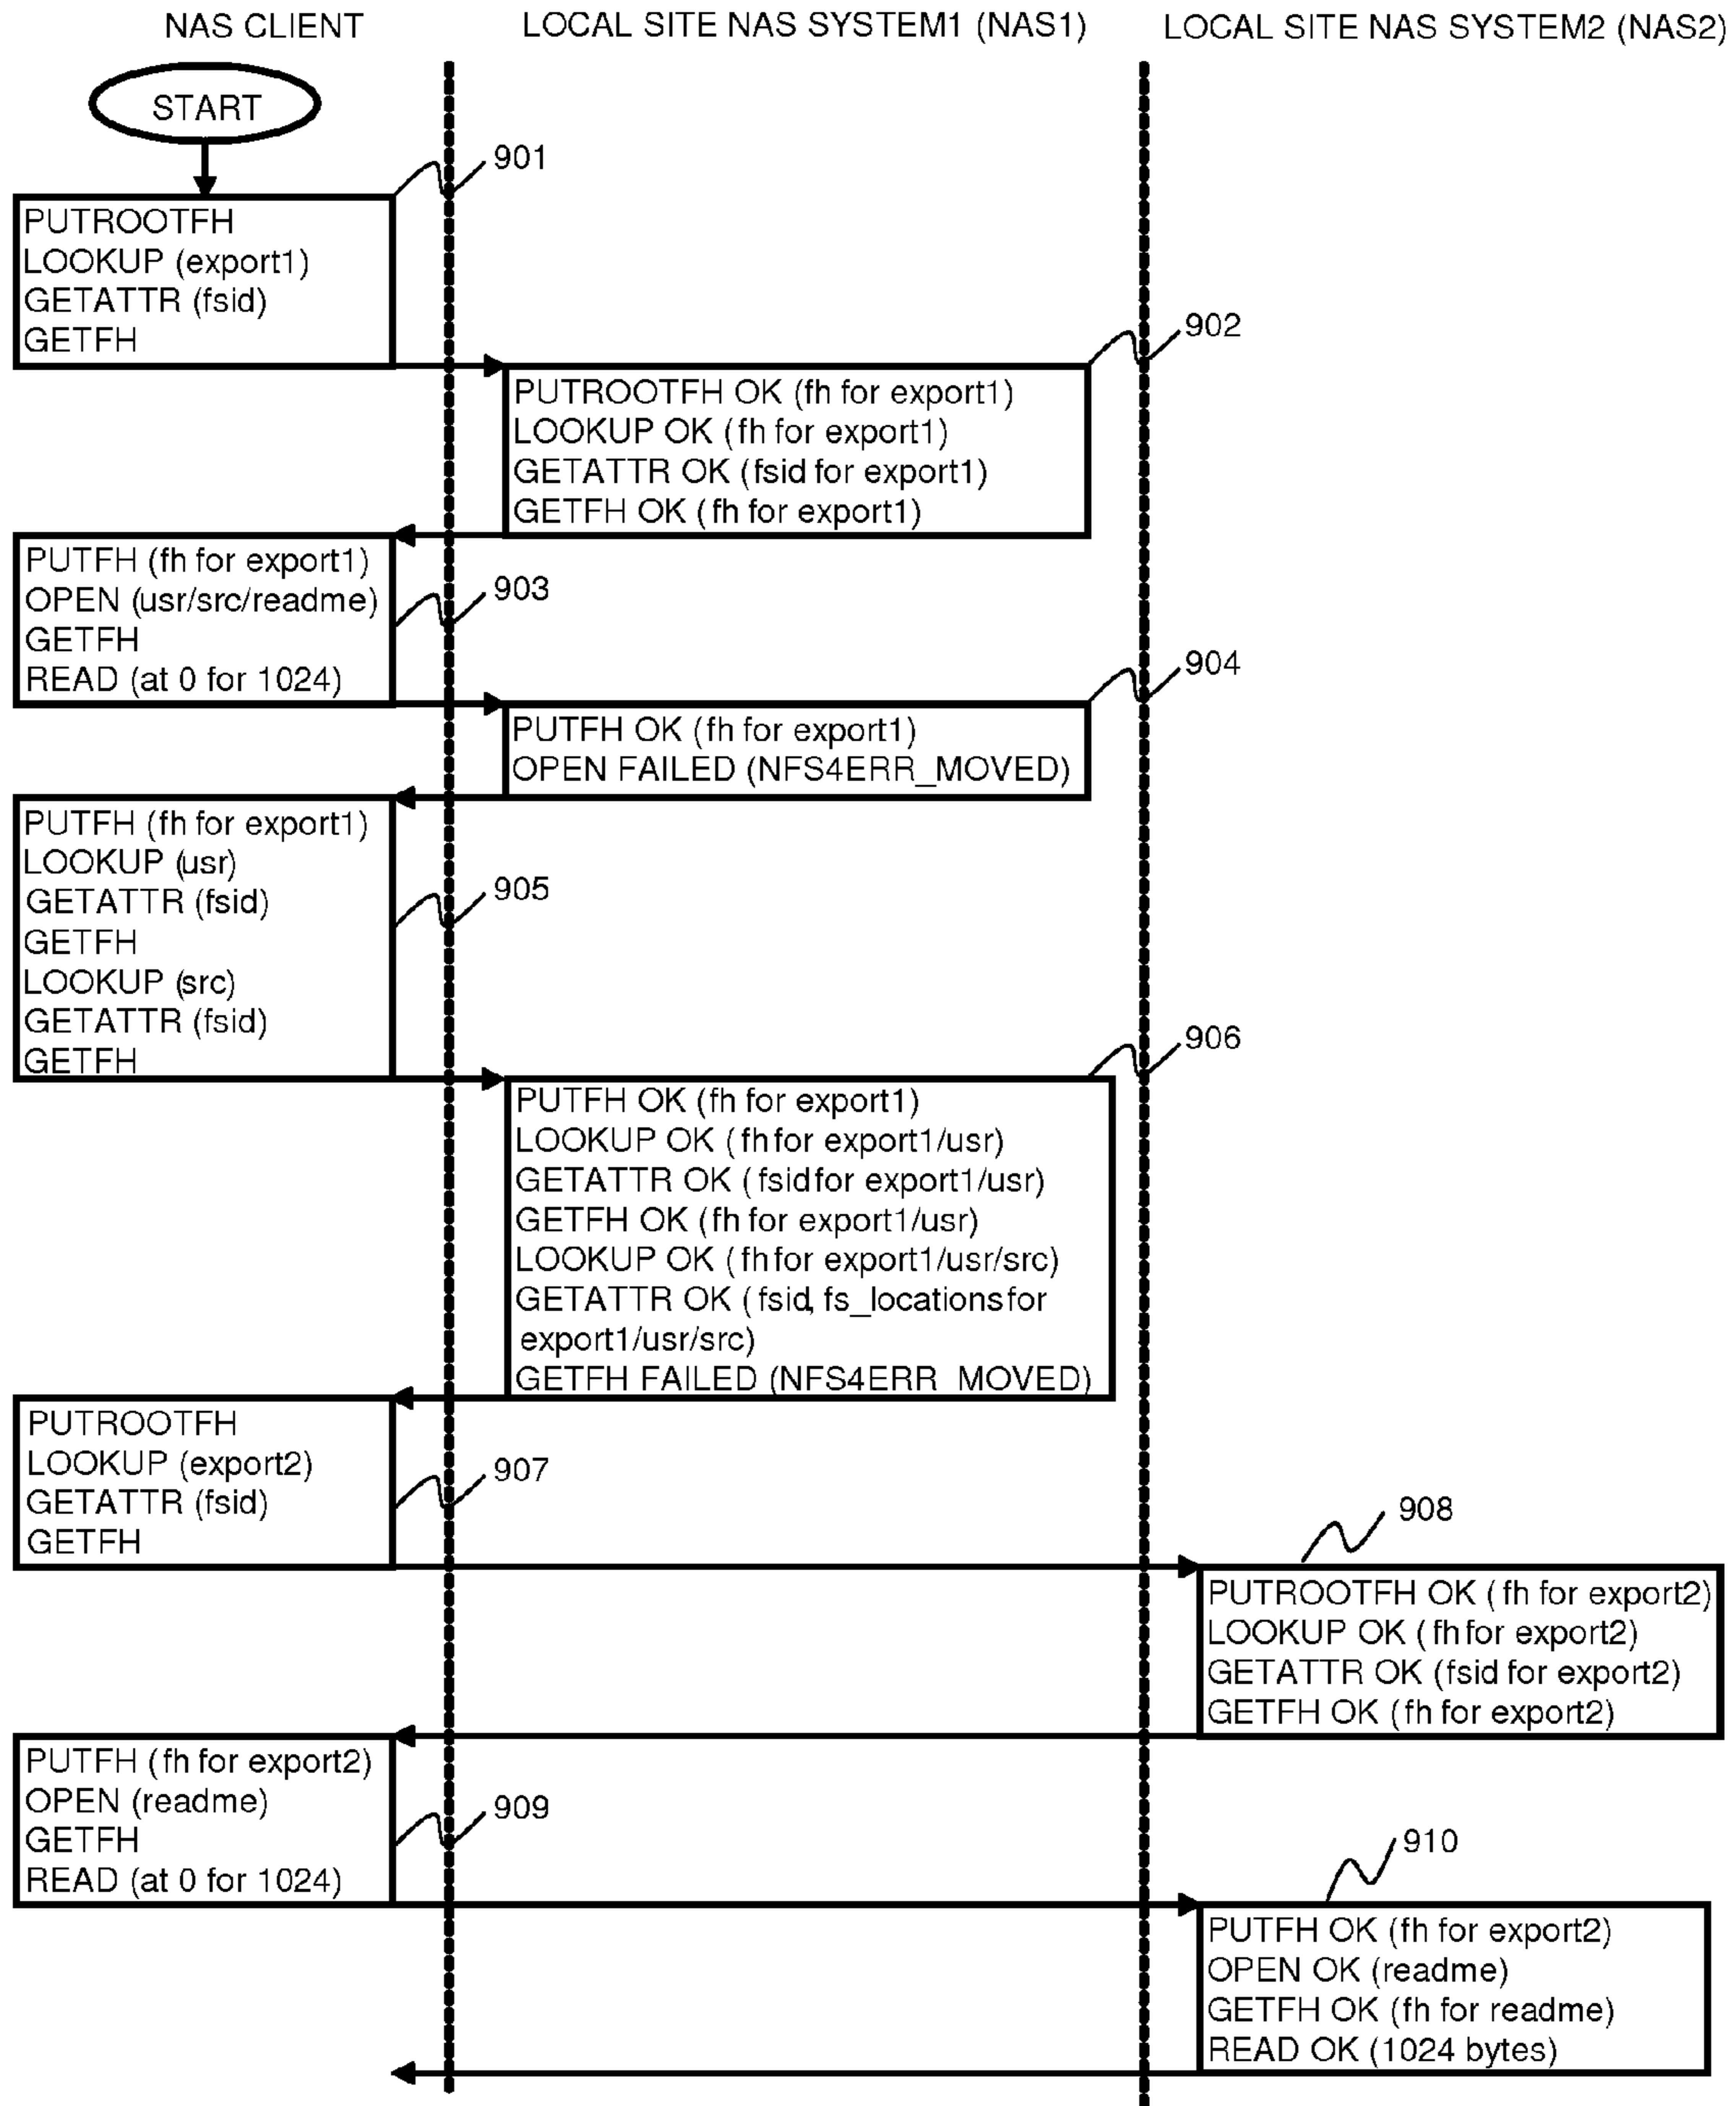 NAS CLIENT
LOCAL SITE NAS SYSTEM1 (NAS1)
LOCAL SITE NAS SYSTEM2 (NAS2)
START
901
PUTROOTFH
LOOKUP (export1)
GETATTR (fsid)
GETFH
902
PUTROOTFH OK (fh for export1)
LOOKUP OK (fh for export1)
GETATTR OK (fsid for export1)
GETFH OK (fh for export1)
903
PUTFH (fh for export1)
OPEN (usr/src/readme)
GETFH
READ (at 0 for 1024)
904
PUTFH OK (fh for export1)
OPEN FAILED (NFS4ERR_MOVED)
905
PUTFH (fh for export1)
LOOKUP (usr)
GETATTR (fsid)
GETFH
LOOKUP (src)
GETATTR (fsid)
GETFH
906
PUTFH OK (fh for export1)
LOOKUP OK (fh for export1/usr)
GETATTR OK (fsid for export1/usr)
GETFH OK (fh for export1/usr)
LOOKUP OK (fh for export1/usr/src)
GETATTR OK (fsid, fs_locations for
export1/usr/src)
GETFH FAILED (NFS4ERR_MOVED)
907
PUTROOTFH
LOOKUP (export2)
GETATTR (fsid)
GETFH
908
PUTROOTFH OK (fh for export2)
LOOKUP OK (fh for export2)
GETATTR OK (fsid for export2)
GETFH OK (fh for export2)
909
PUTFH (fh for export2)
OPEN (readme)
GETFH
READ (at 0 for 1024)
910
PUTFH OK (fh for export2)
OPEN OK (readme)
GETFH OK (fh for readme)
READ OK (1024 bytes)